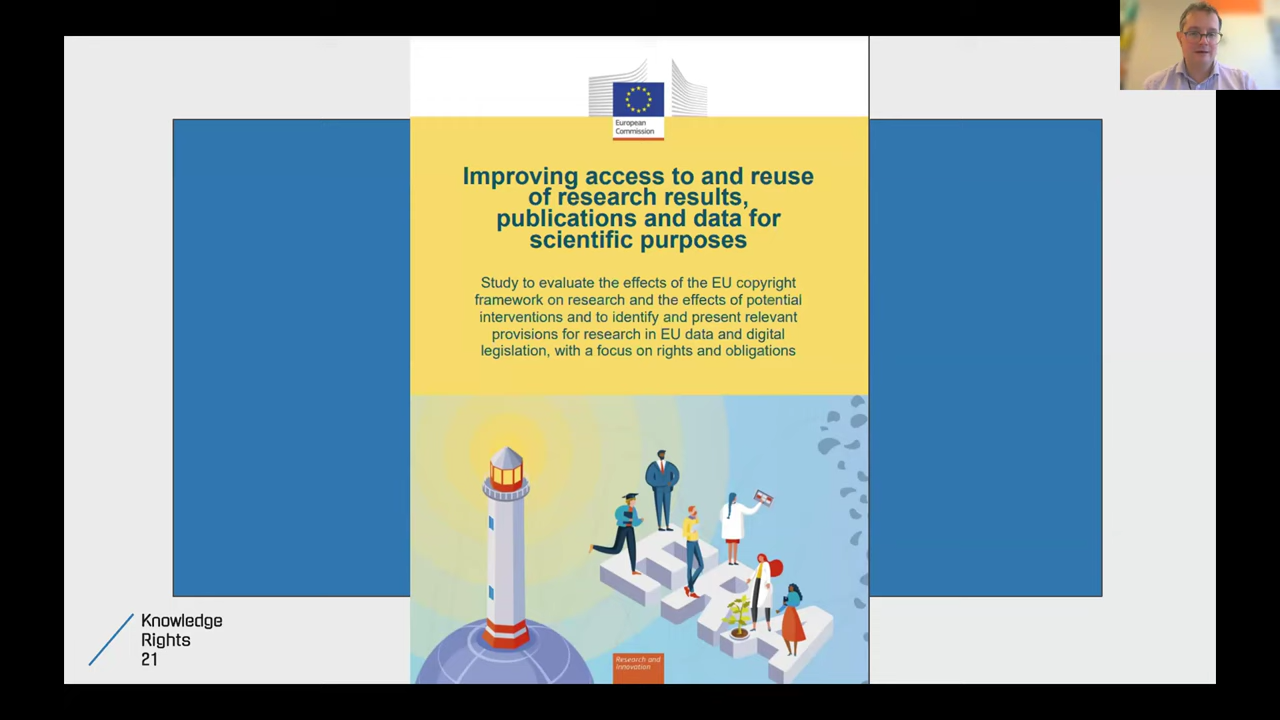 European
Commission
Improving access to and reuse
of research results,
publications and data for
scientific purposes
Study to evaluate the effects of the EU copyright
framework on research and the effects of potential
interventions and to identify and present relevant
provisions for research in EU data and digital
legislation, with a focus on rights and obligations
ERA
Knowledge
Rights
21
Research and
Innovation